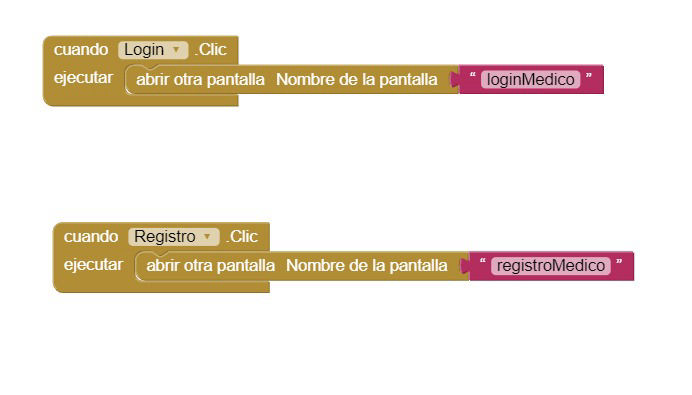 cuando Login .Clic
ejecutar abrir otra pantalla Nombre de la pantalla “ loginMedico ”
cuando Registro .Clic
ejecutar abrir otra pantalla Nombre de la pantalla “ registroMedico ”